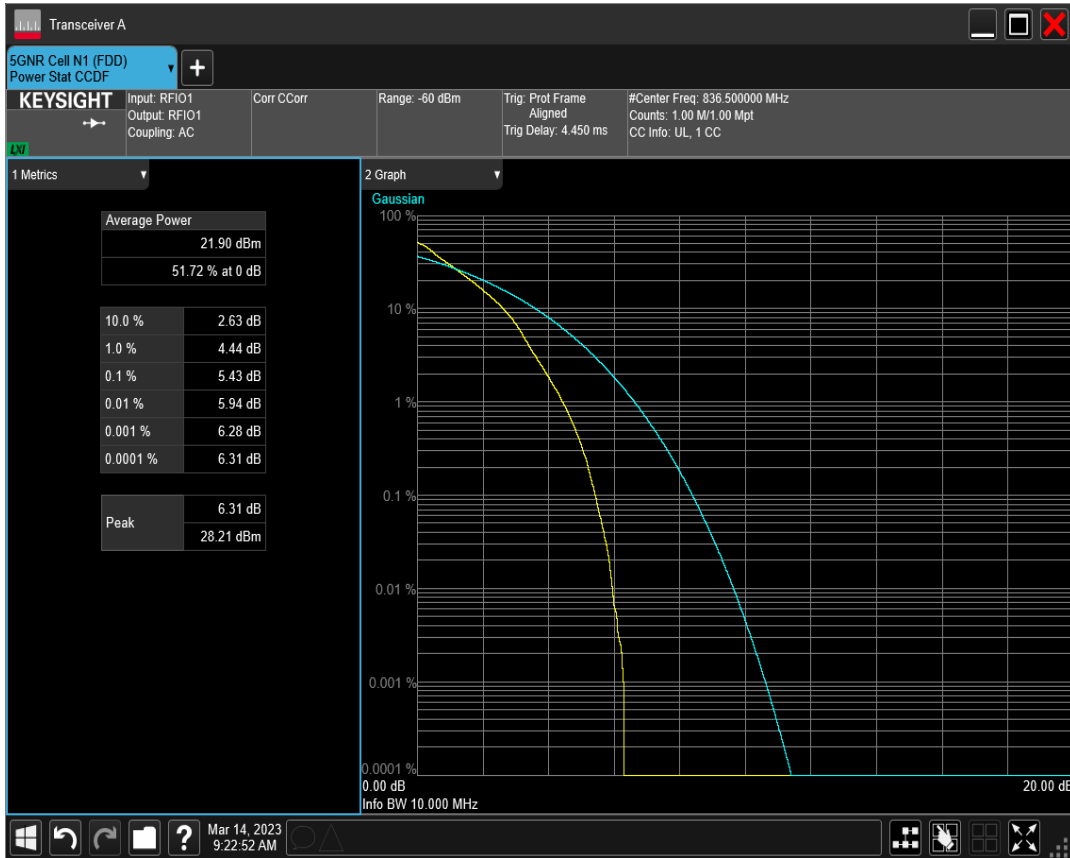 Transceiver A
5GNR Cell N1 (FDD)
Power Stat CCDF
+
KEYSIGHT
LXI
Input: RFIO1
Output: RFIO1
Coupling: AC
Corr CCorr
Range: -60 dBm
Trig: Prot Frame
Aligned
Trig Delay: 4.450 ms
#Center Freq: 836.500000 MHz
Counts: 1.00 M/1.00 Mpt
CC Info: UL, 1 CC
1 Metrics
Average Power
21.90 dBm
51.72 % at 0 dB
10.0 % 2.63 dB
1.0 % 4.44 dB
0.1 % 5.43 dB
0.01 % 5.94 dB
0.001 % 6.28 dB
0.0001 % 6.31 dB
Peak
6.31 dB
28.21 dBm
2 Graph
Gaussian
100 %
10 %
1 %
0.1 %
0.01 %
0.001 %
0.0001 %
0.00 dB 20.00 dB
Info BW 10.000 MHz
?
Mar 14, 2023
9:22:52 AM